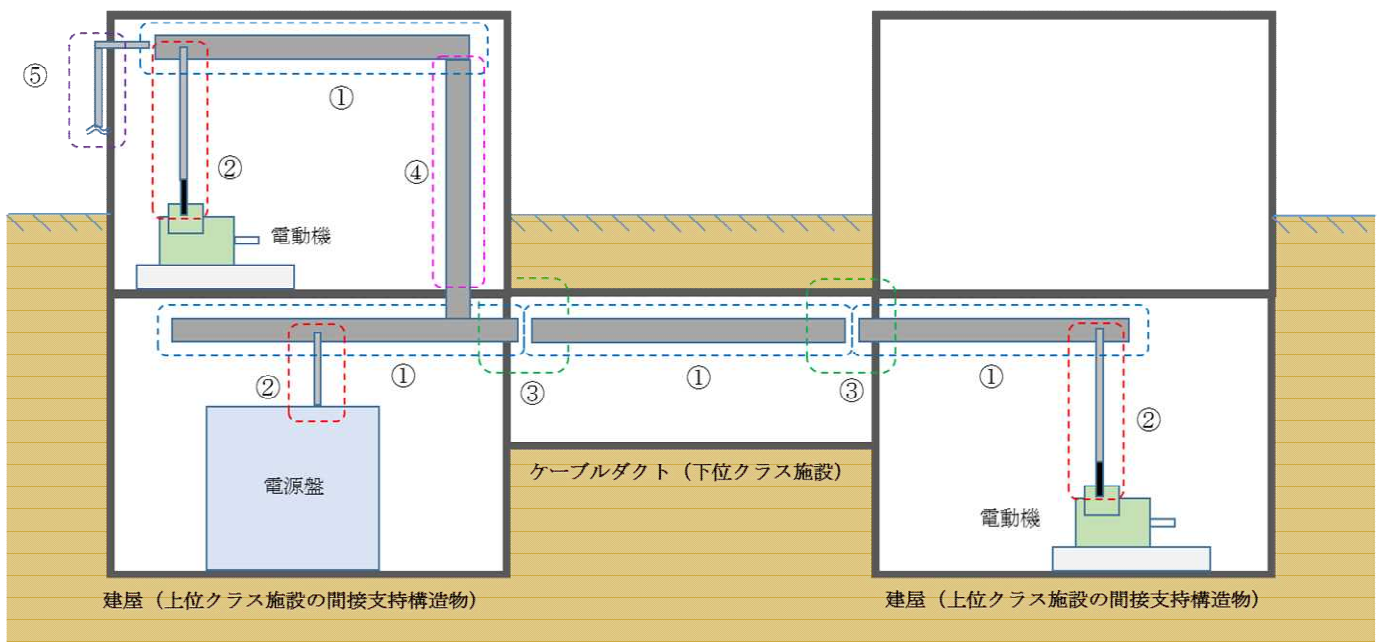 ⑤
①
②
④
電動機
①
②
③
①
③
①
②
電源盤
ケーブルダクト（下位クラス施設）
電動機
建屋（上位クラス施設の間接支持構造物）
建屋（上位クラス施設の間接支持構造物）